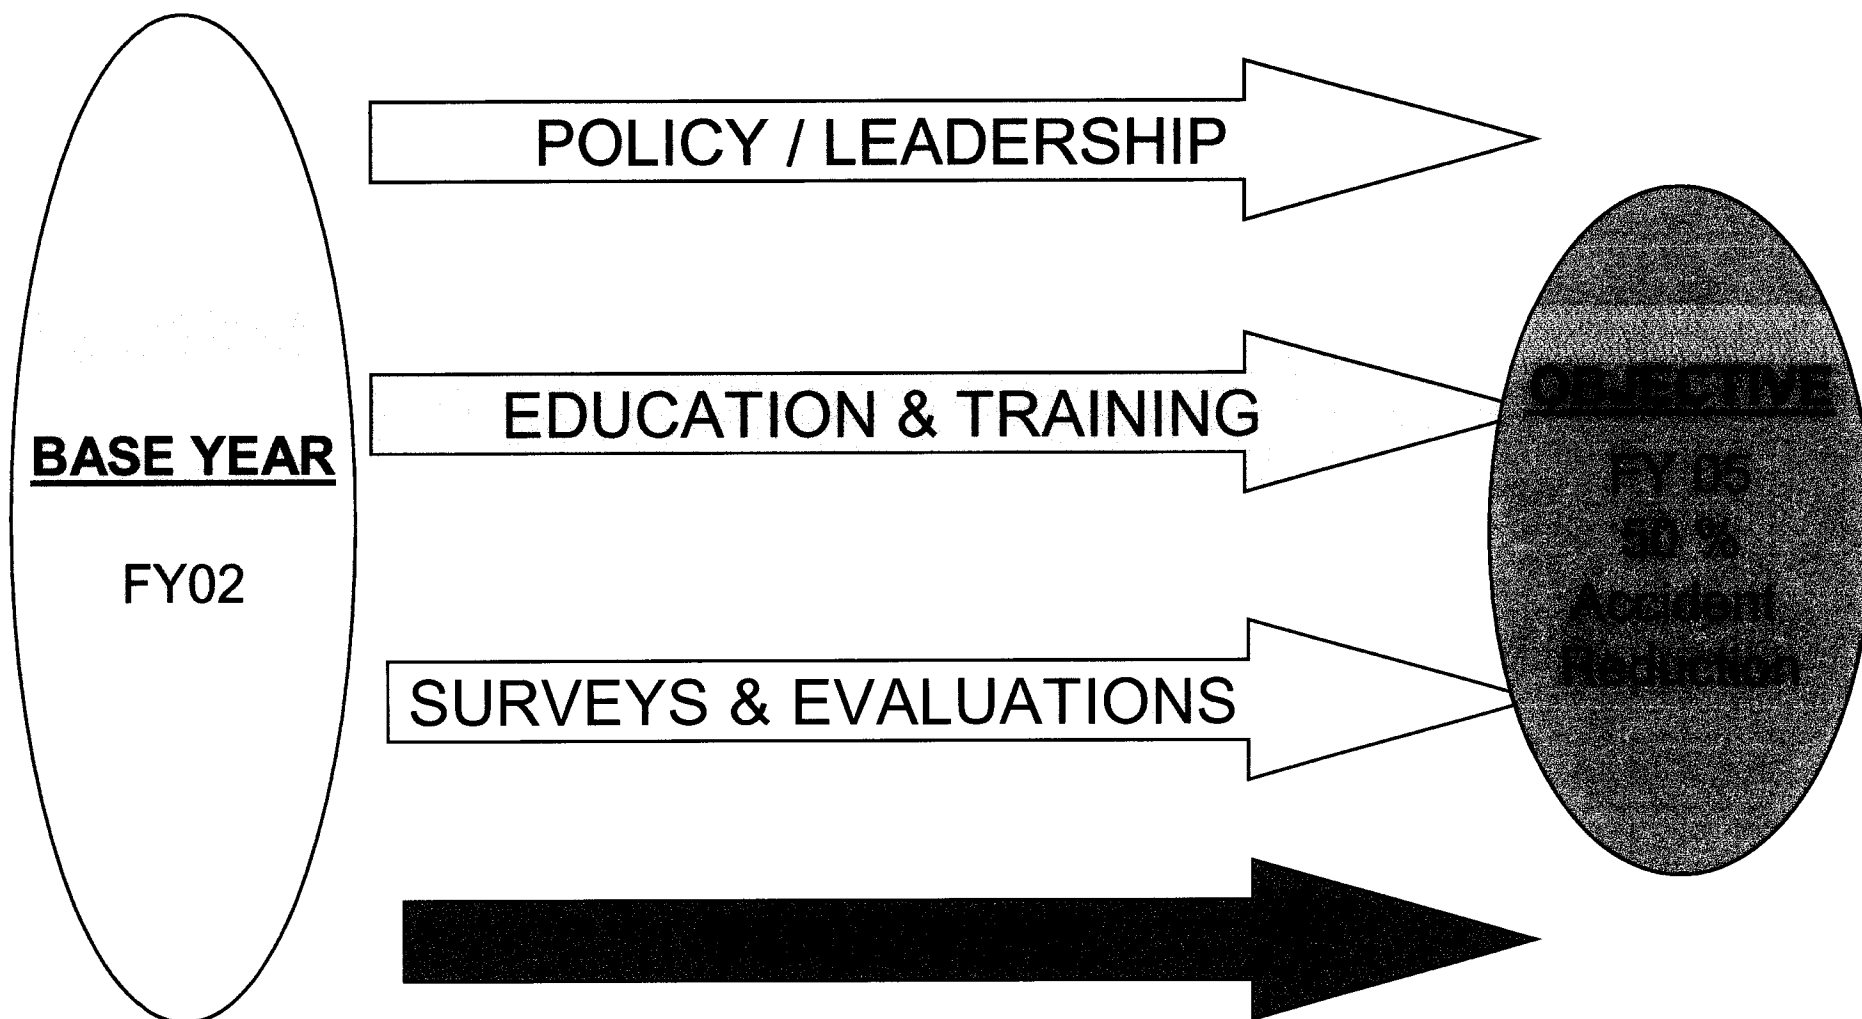 POLICY / LEADERSHIP
EDUCATION & TRAINING
SURVEYS & EVALUATIONS
BASE YEAR
FY02
OBJECTIVE
FY 05
50 %
Accident
Reduction